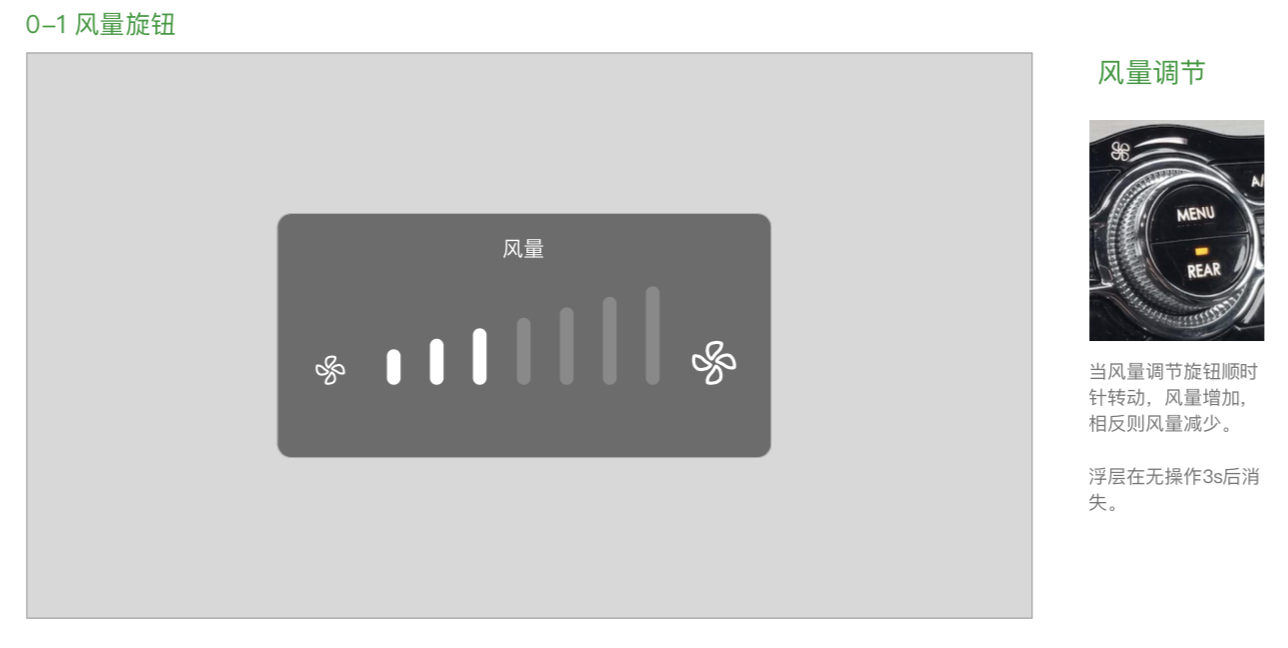 0–1 风量旋钮
风量
风量调节
MENU
REAR
当风量调节旋钮顺时
针转动，风量增加，
相反则风量减少。
浮层在无操作3s后消
失。